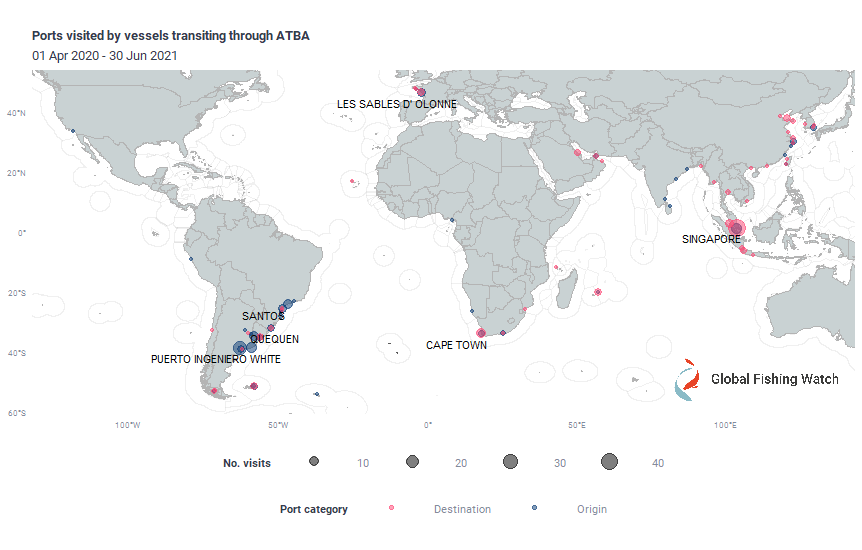 Ports visited by vessels transiting through ATBA
01 Apr 2020 - 30 Jun 2021
40°N
20°N
0°
20°S
40°S
60°S
LES SABLES D' OLONNE
SINGAPORE
SANTOS
QUEQUEN
CAPE TOWN
PUERTO INGENIERO WHITE
Global Fishing Watch
100°W 50°W 0° 50°E 100°E
No. visits 10 20 30 40
Port category Destination Origin